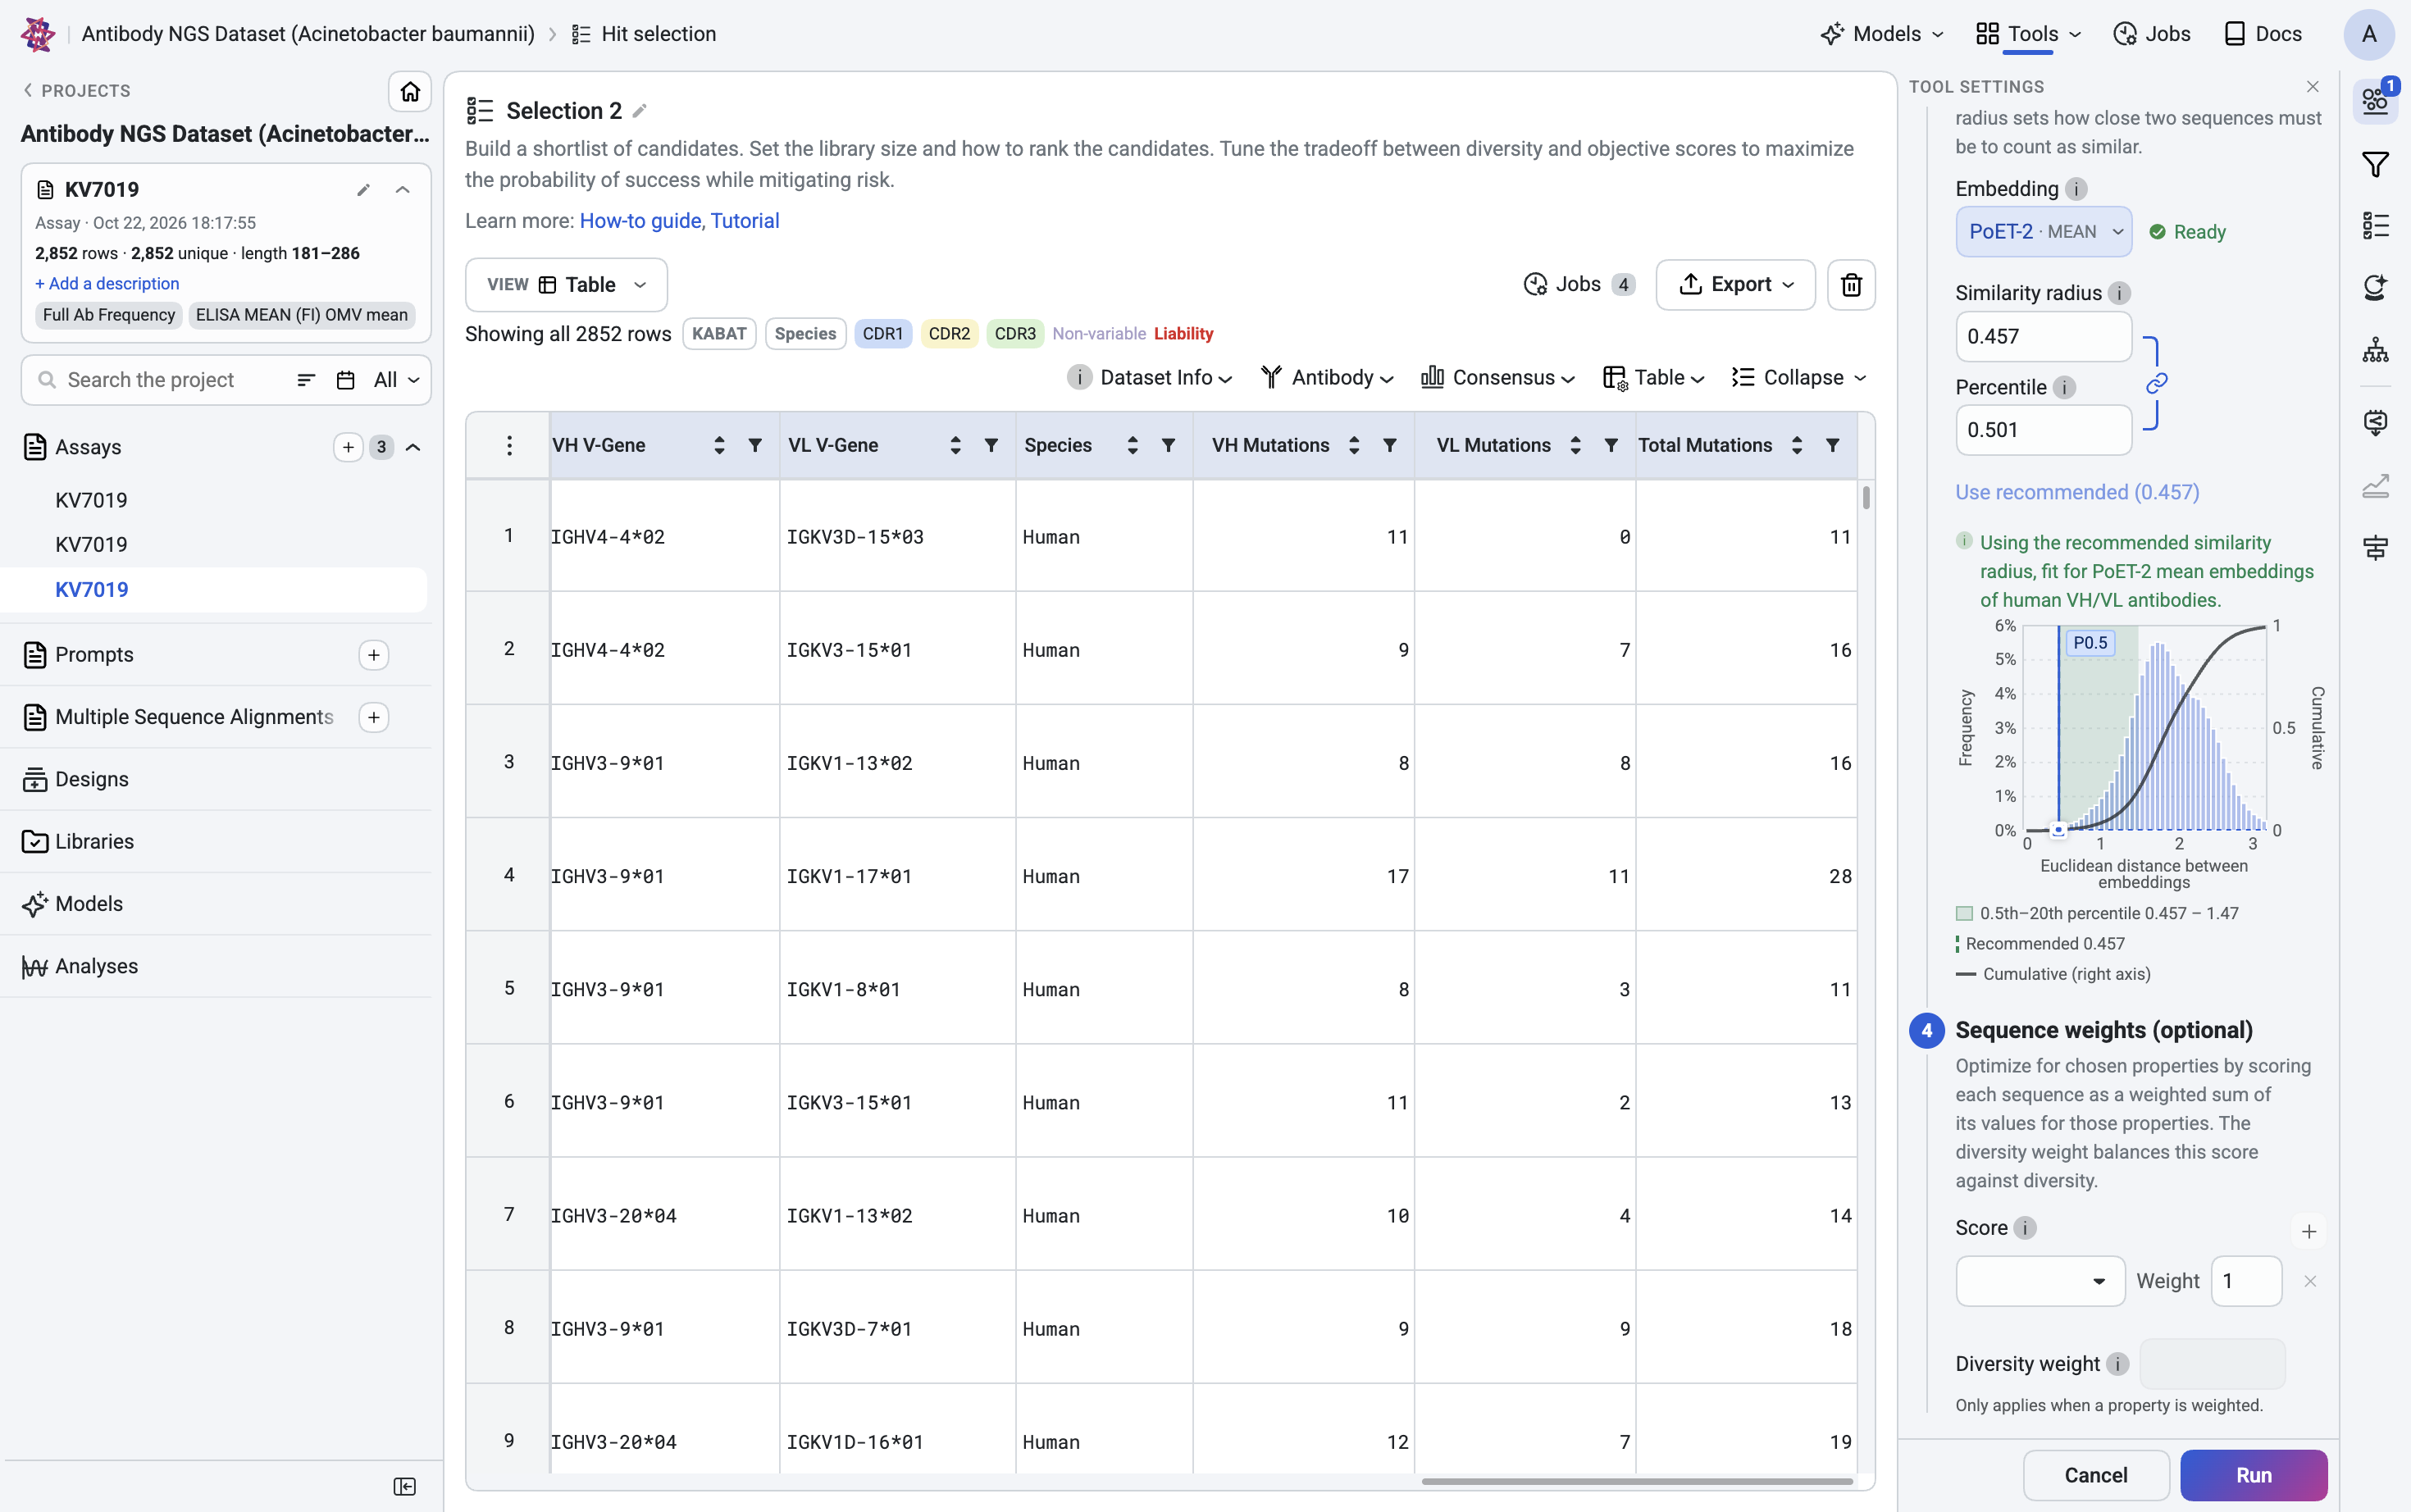 Antibody NGS Dataset (Acinetobacter baumannii) > Hit selection
Models
Tools
Jobs
Docs
A
PROJECTS
Antibody NGS Dataset (Acinetobacter...
KV7019
Assay · Oct 22, 2026 18:17:55
2,852 rows · 2,852 unique · length 181–286
+ Add a description
Full Ab Frequency
ELISA MEAN (FI) OMV mean
Search the project
All
Assays
3
KV7019
KV7019
KV7019
Prompts
Multiple Sequence Alignments
Designs
Libraries
Models
Analyses
Selection 2
Build a shortlist of candidates. Set the library size and how to rank the candidates. Tune the tradeoff between diversity and objective scores to maximize
the probability of success while mitigating risk.
Learn more: How-to guide, Tutorial
VIEW Table
Jobs 4
Export
Showing all 2852 rows KABAT Species CDR1 CDR2 CDR3 Non-variable Liability
Dataset Info Antibody Consensus Table Collapse
VH V-Gene VL V-Gene Species VH Mutations VL Mutations Total Mutations
1 IGHV4-4*02 IGKV3D-15*03 Human 11 0 11
2 IGHV4-4*02 IGKV3-15*01 Human 9 7 16
3 IGHV3-9*01 IGKV1-13*02 Human 8 8 16
4 IGHV3-9*01 IGKV1-17*01 Human 17 11 28
5 IGHV3-9*01 IGKV1-8*01 Human 8 3 11
6 IGHV3-9*01 IGKV3-15*01 Human 11 2 13
7 IGHV3-20*04 IGKV1-13*02 Human 10 4 14
8 IGHV3-9*01 IGKV3D-7*01 Human 9 9 18
9 IGHV3-20*04 IGKV1D-16*01 Human 12 7 19
TOOL SETTINGS
radius sets how close two sequences must
be to count as similar.
Embedding
PoET-2 · MEAN
Ready
Similarity radius
0.457
Percentile
0.501
Use recommended (0.457)
Using the recommended similarity
radius, fit for PoET-2 mean embeddings
of human VH/VL antibodies.
P0.5
6%
5%
4%
3%
2%
1%
0%
Frequency
1
0.5
0
Cumulative
0 1 2 3
Euclidean distance between
embeddings
0.5th–20th percentile 0.457 – 1.47
Recommended 0.457
Cumulative (right axis)
4 Sequence weights (optional)
Optimize for chosen properties by scoring
each sequence as a weighted sum of
its values for those properties. The
diversity weight balances this score
against diversity.
Score
Weight 1
Diversity weight
Only applies when a property is weighted.
Cancel
Run
1